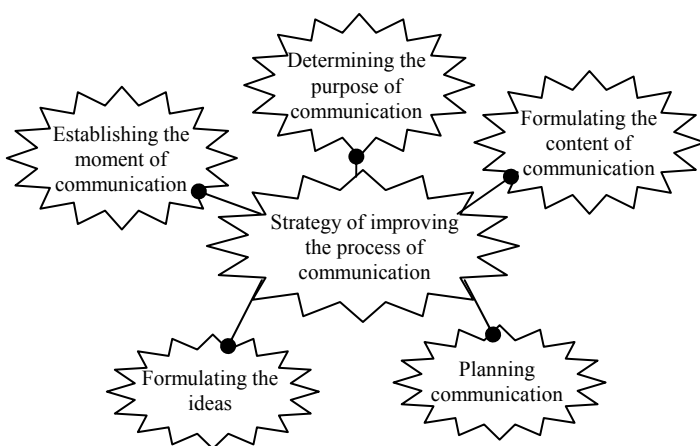 Determining the
purpose of
communication
Establishing the
moment of
communication
Formulating the
content of
communication
Strategy of improving
the process of
communication
Formulating the
ideas
Planning
communication